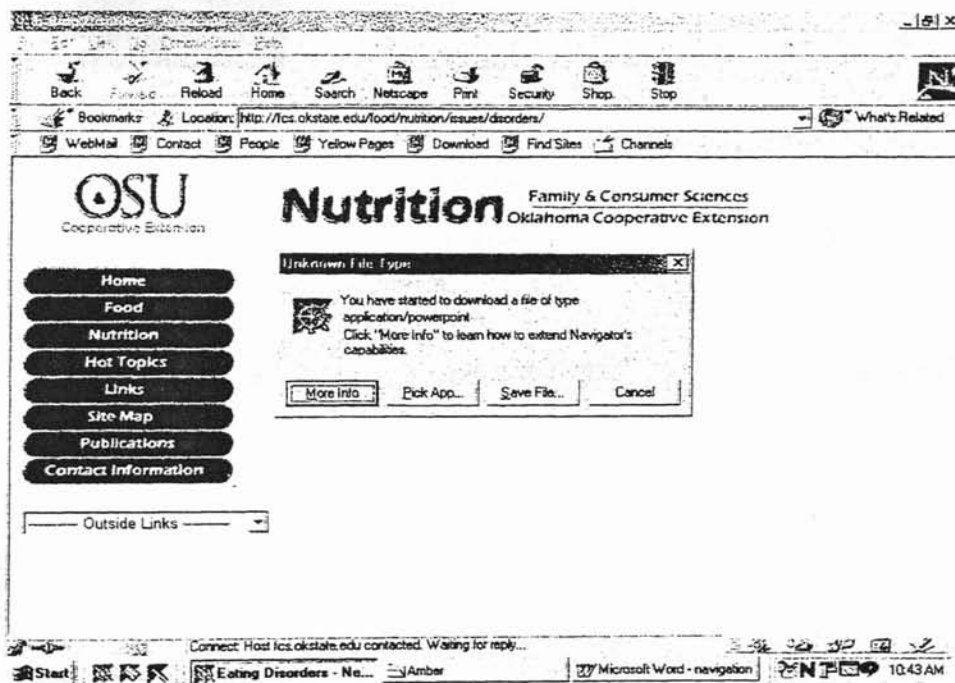 Back Reload Home Search Netscape Print Security Shop Stop
N
Bookmarks Location: http://fcs.okstate.edu/food/nutrition/issues/disorders/ What's Related
WebMail Contact People Yellow Pages Download Find Sites Channels
OSU
Cooperative Extension
Nutrition
Family & Consumer Sciences
Oklahoma Cooperative Extension
Unknown File Type
Home
Food
Nutrition
Hot Topics
Links
Site Map
Publications
Contact Information
You have started to download a file of type
application/powerpoint
Click "More Info" to learn how to extend Navigator's
capabilities.
More Info Pick App... Save File... Cancel
Outside Links
Connect: Host fcs.okstate.edu contacted. Waiting for reply...
Start Eating Disorders - Ne... Amber Microsoft Word - navigation 10:43 AM